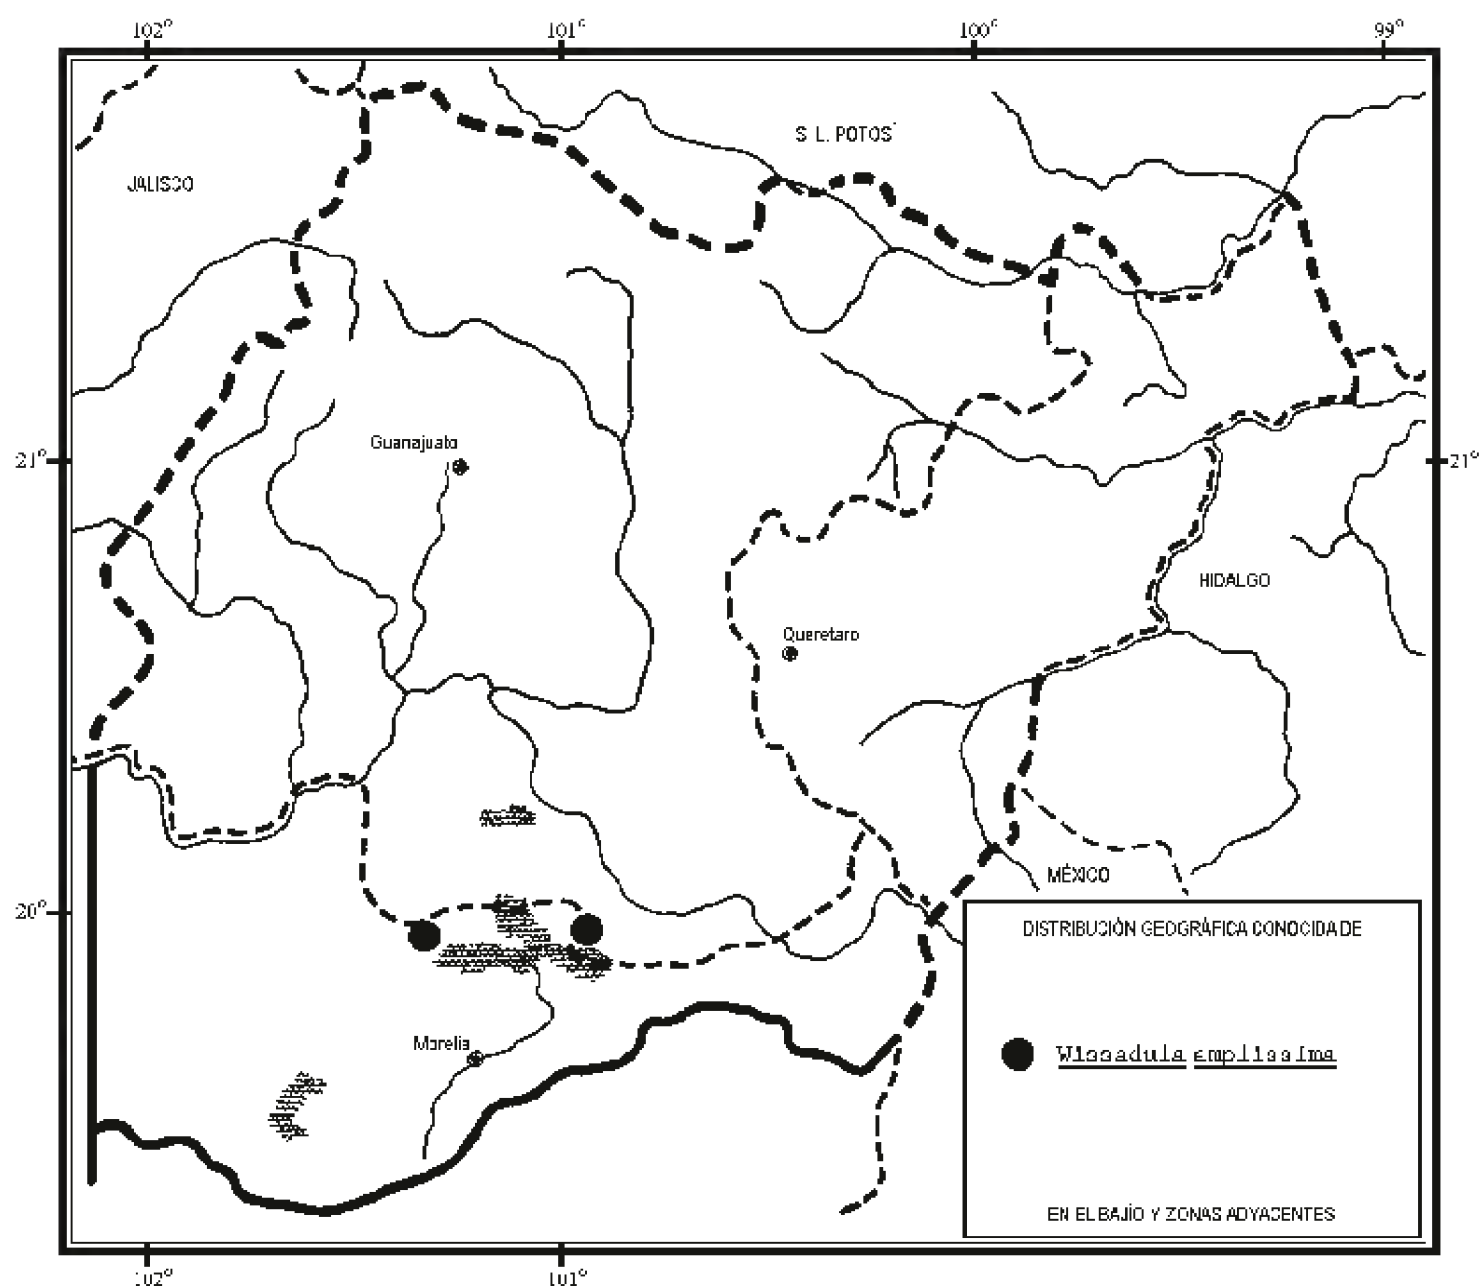 102° 101° 100° 99°
S. L. POTOSÍ
JALISCO
Guanajuato
21° 21°
HIDALGO
Queretaro
MÉXICO
20°
DISTRIBUCIÓN GEOGRÁFICA CONOCIDA DE
Morelia
Wissadula amplissima
EN EL BAJÍO Y ZONAS ADYACENTES
102° 101°